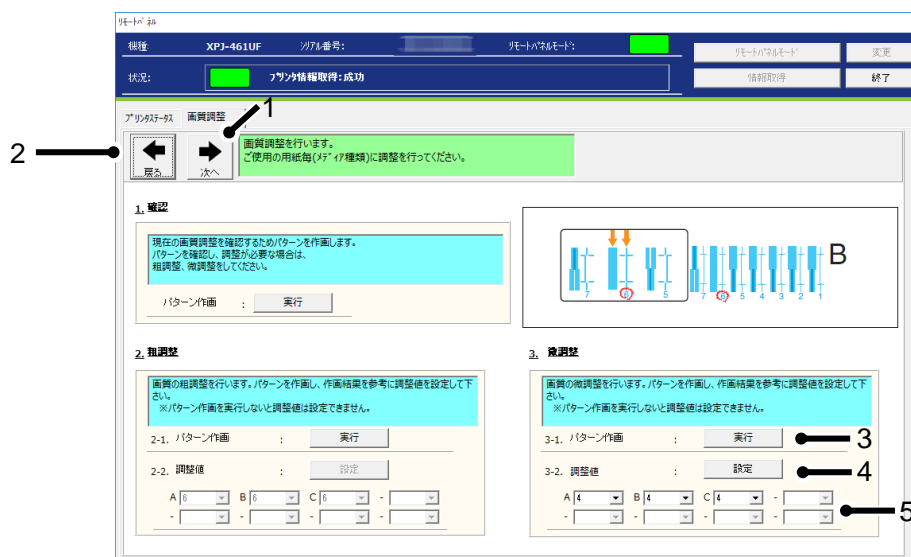 リモートパネル
機種: XPJ-461UF シリアル番号: リモートパネルモード: リモートパネルモード 変更
状況: プリンタ情報取得:成功 情報取得 終了
プリンタステータス 画質調整
1
2
戻る 次へ
画質調整を行います。
ご使用の用紙毎(メディア種類)に調整を行ってください。
1. 確認
現在の画質調整を確認するためパターンを作画します。
パターンを確認し、調整が必要な場合は、
粗調整、微調整をしてください。
パターン作画 : 実行
7 6 5 7 6 5 4 3 2 1
B
2. 粗調整
画質の粗調整を行います。パターンを作画し、作画結果を参考に調整値を設定して下
さい。
※パターン作画を実行しないと調整値は設定できません。
2-1. パターン作画 : 実行
2-2. 調整値 : 設定
A 6 B 6 C 6 -
- - - -
3. 微調整
画質の微調整を行います。パターンを作画し、作画結果を参考に調整値を設定して下
さい。
※パターン作画を実行しないと調整値は設定できません。
3-1. パターン作画 : 実行 3
3-2. 調整値 : 設定 4
A 4 B 4 C 4 -
- - - - 5